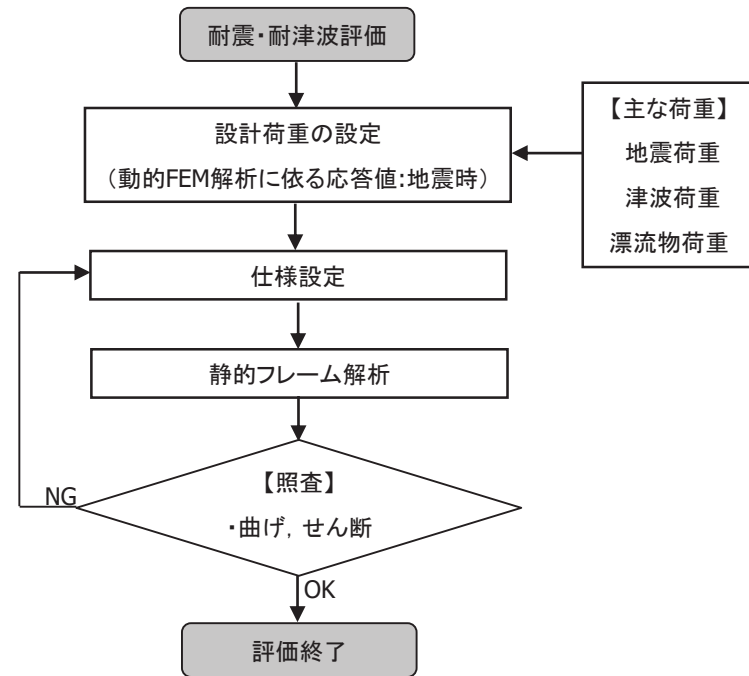 耐震・耐津波評価
設計荷重の設定
（動的FEM解析に依る応答値:地震時）
【主な荷重】
地震荷重
津波荷重
漂流物荷重
仕様設定
静的フレーム解析
【照査】
・曲げ，せん断
NG
OK
評価終了